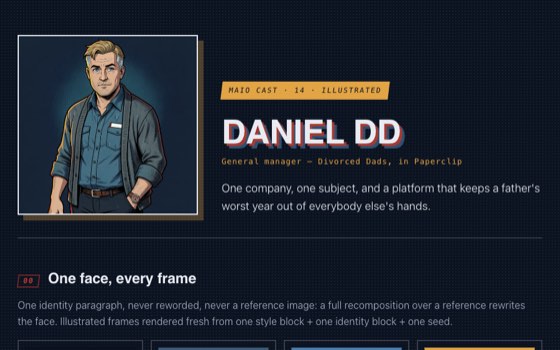 MAIO CAST · 14 · ILLUSTRATED
DANIEL DD
General manager — Divorced Dads, in Paperclip
One company, one subject, and a platform that keeps a father's
worst year out of everybody else's hands.
00 One face, every frame
One identity paragraph, never reworded, never a reference image: a full recomposition over a reference rewrites
the face. Illustrated frames rendered fresh from one style block + one identity block + one seed.